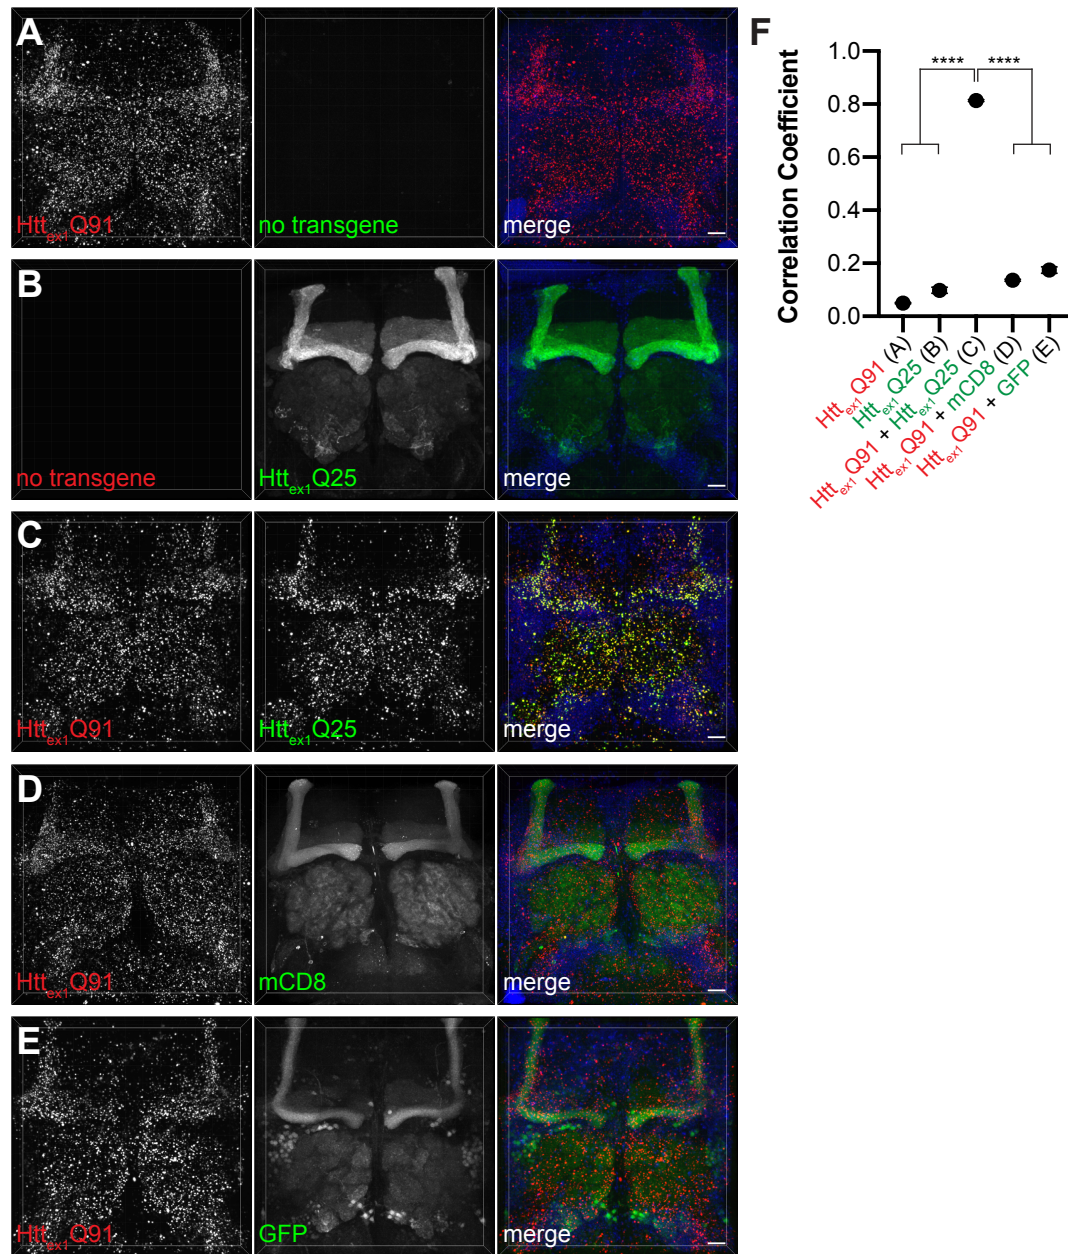 A
Httex1Q91
no transgene
merge
B
no transgene
Httex1Q25
merge
C
Httex1Q91
Httex1Q25
merge
D
Httex1Q91
mCD8
merge
E
Httex1Q91
GFP
merge
F
Correlation Coefficient
1.0
0.8
0.6
0.4
0.2
0.0
**** ****
Httex1Q91 (A)
Httex1Q25 (B)
Httex1Q91 + Httex1Q25 (C)
Httex1Q91 + mCD8 (D)
Httex1Q91 + GFP (E)